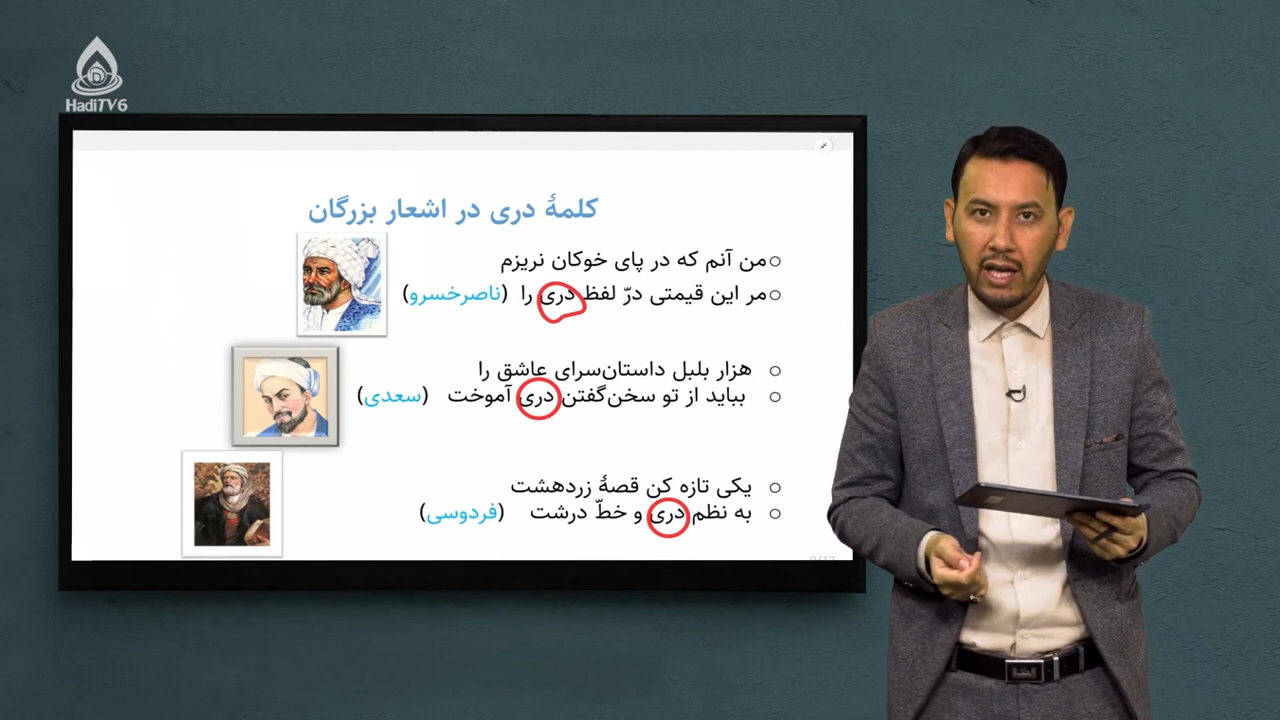 HadiTV6
کلمهٔ دری در اشعار بزرگان
من آنم که در پای خوکان نریزم
مر این قیمتی درّ لفظ دری را (ناصرخسرو)
هزار بلبل داستان‌سرای عاشق را
بباید از تو سخن‌گفتن دری آموخت (سعدی)
یکی تازه کن قصهٔ زردهشت
به نظم دری و خطّ درشت (فردوسی)